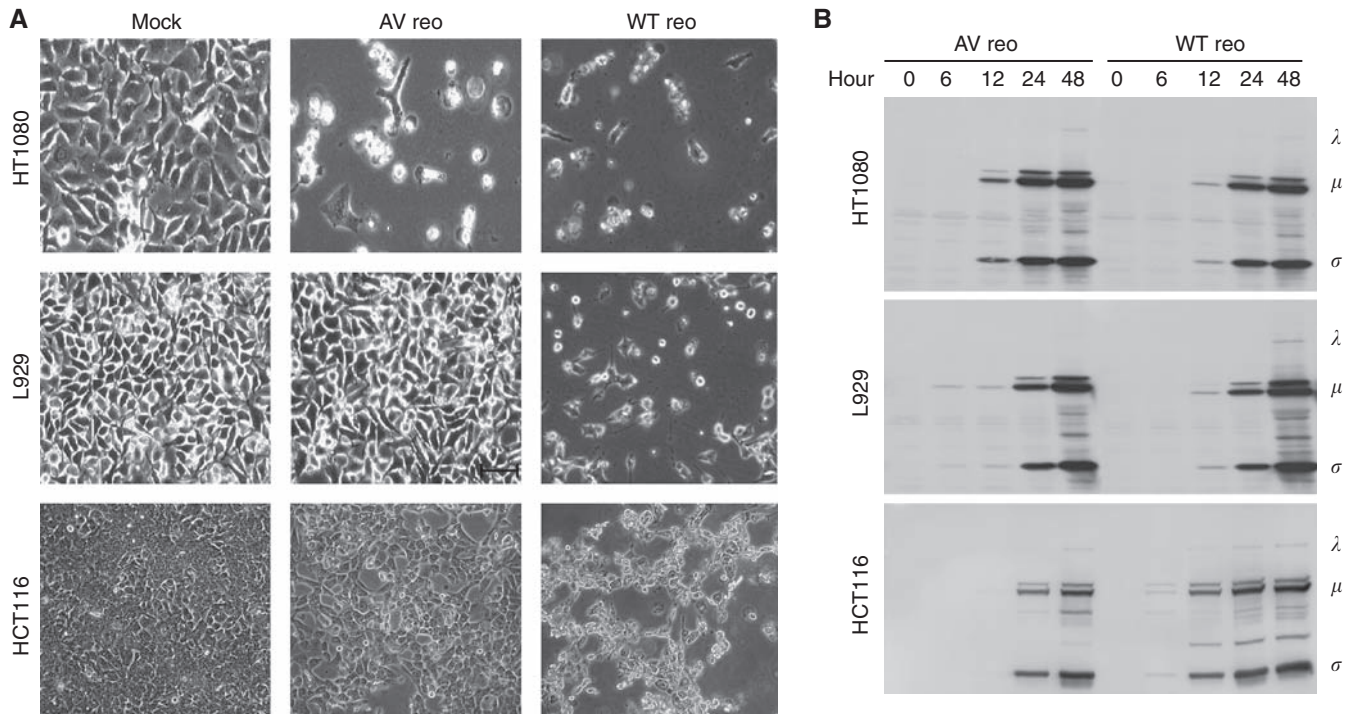 A
Mock AV reo WT reo
HT1080
L929
HCT116
B
AV reo WT reo
Hour 0 6 12 24 48 0 6 12 24 48
HT1080
λ
μ
σ
L929
λ
μ
σ
HCT116
λ
μ
σ